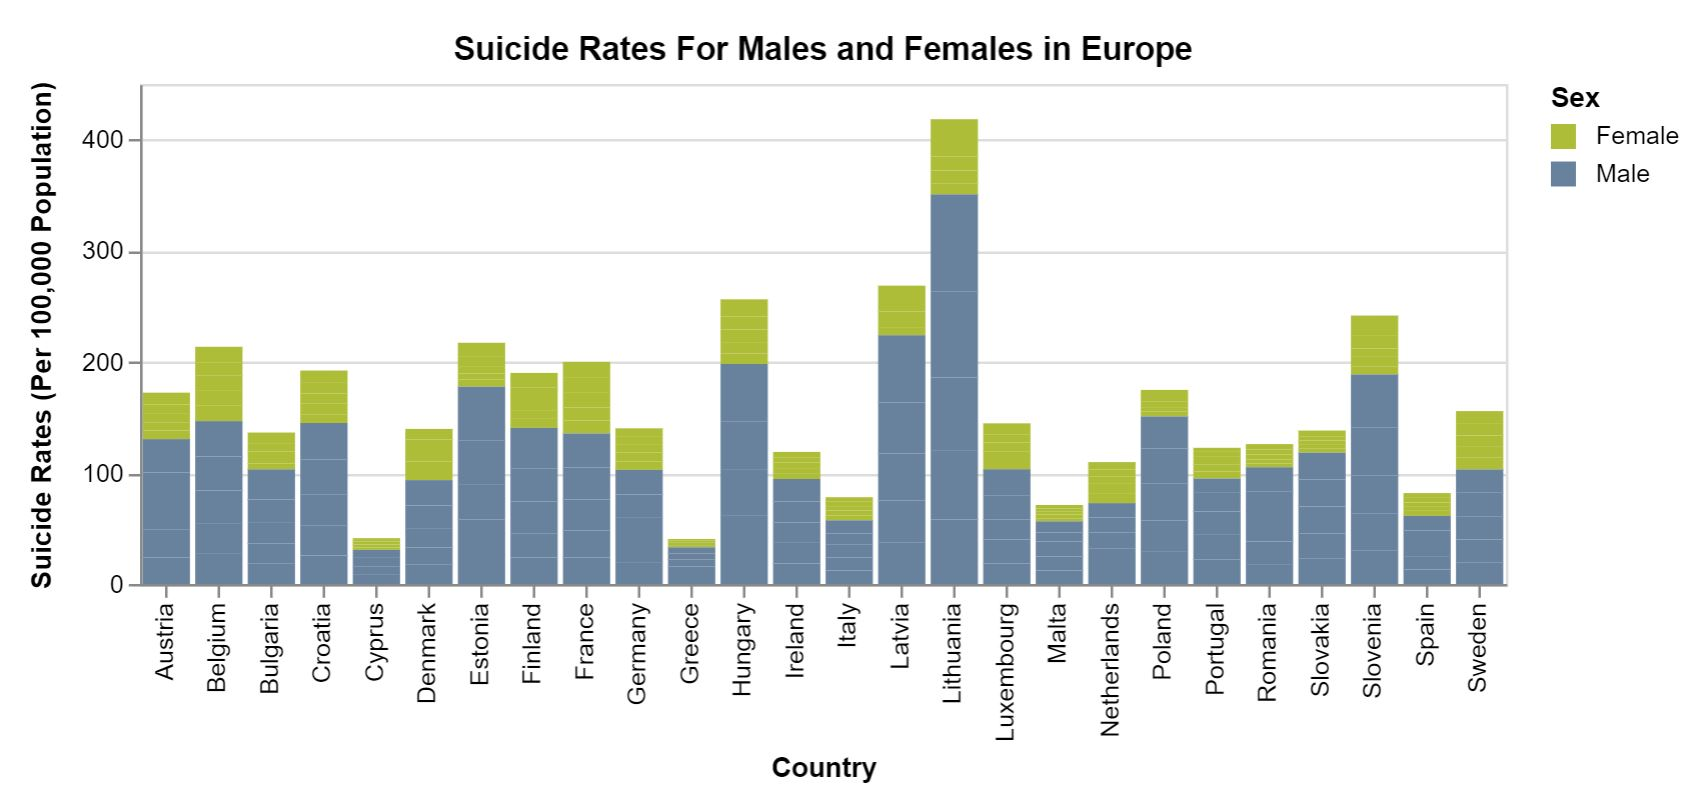 Suicide Rates For Males and Females in Europe
Suicide Rates (Per 100,000 Population)
400
300
200
100
0
Sex
Female
Male
Austria
Belgium
Bulgaria
Croatia
Cyprus
Denmark
Estonia
Finland
France
Germany
Greece
Hungary
Ireland
Italy
Latvia
Lithuania
Luxembourg
Malta
Netherlands
Poland
Portugal
Romania
Slovakia
Slovenia
Spain
Sweden
Country